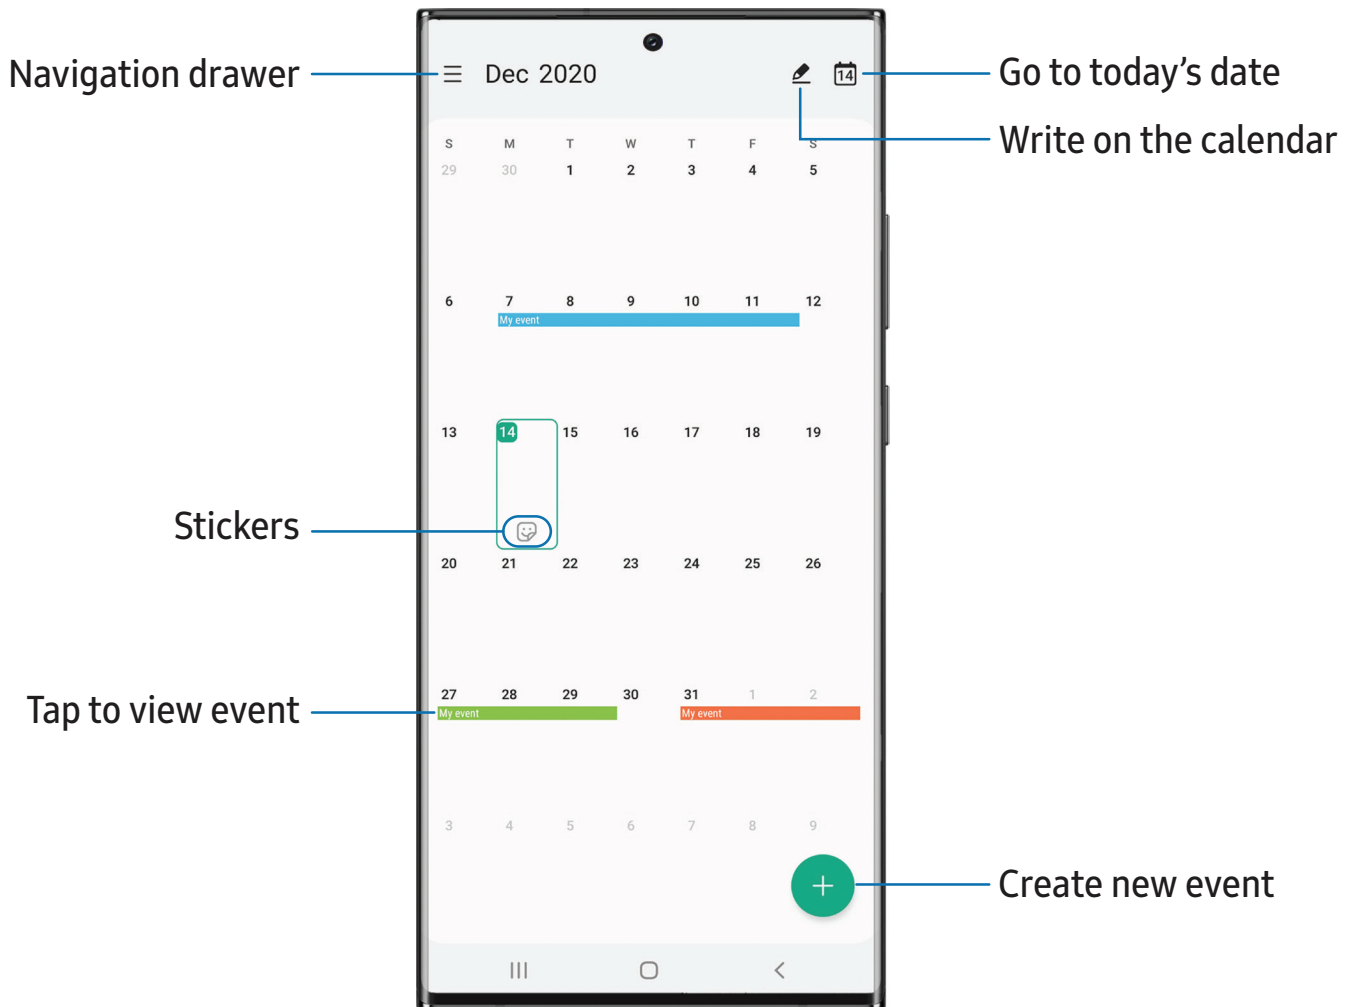 Navigation drawer
Dec 2020
14
Go to today's date
Write on the calendar
S M T W T F S
29 30 1 2 3 4 5
6 7 8 9 10 11 12
My event
13 14 15 16 17 18 19
Stickers
20 21 22 23 24 25 26
27 28 29 30 31 1 2
Tap to view event
My event My event
3 4 5 6 7 8 9
Create new event